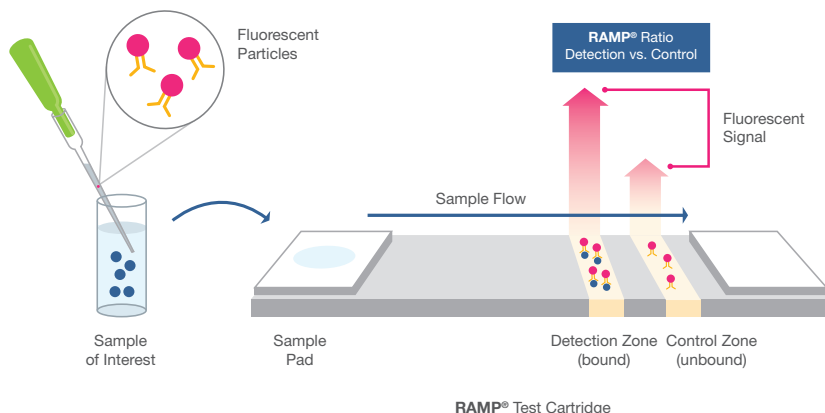 Fluorescent
Particles
RAMP® Ratio
Detection vs. Control
Fluorescent
Signal
Sample Flow
Sample
of Interest
Sample
Pad
Detection Zone
(bound)
Control Zone
(unbound)
RAMP® Test Cartridge